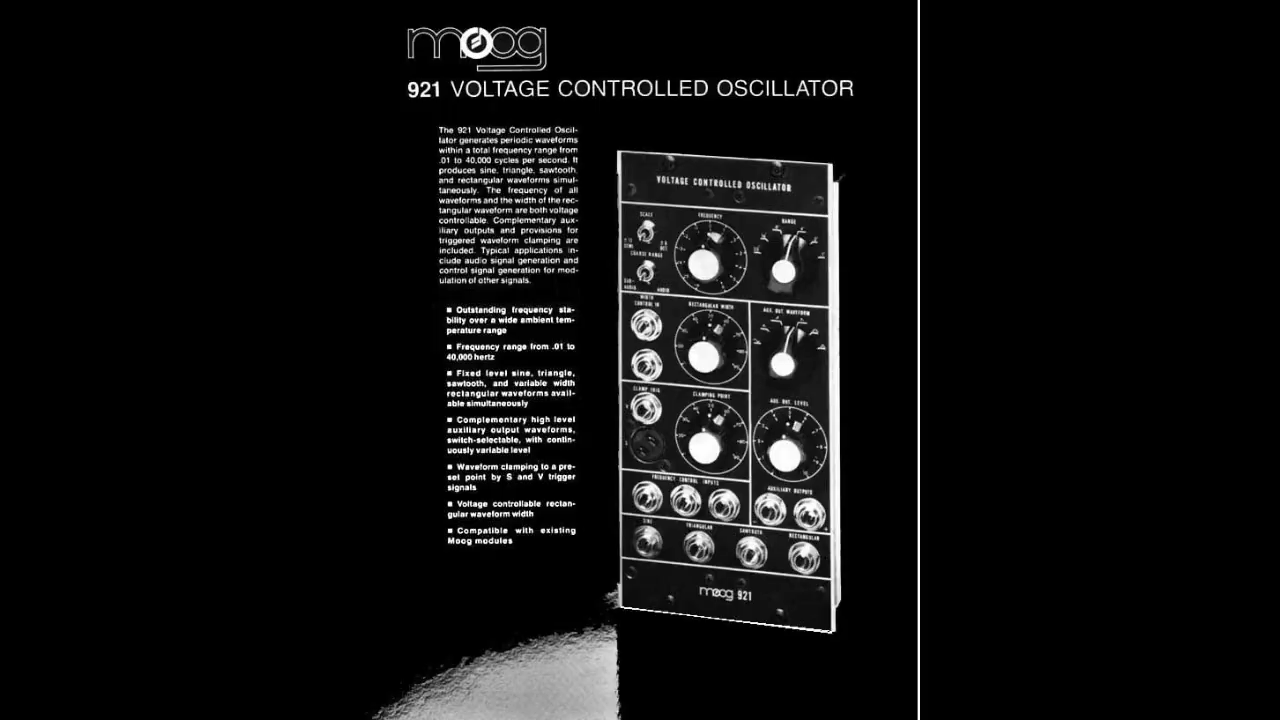 moog
921 VOLTAGE CONTROLLED OSCILLATOR
The 921 Voltage Controlled Oscil-
lator generates periodic waveforms
within a total frequency range from
.01 to 40,000 cycles per second. It
produces sine, triangle, sawtooth,
and rectangular waveforms simul-
taneously. The frequency of all
waveforms and the width of the rec-
tangular waveform are both voltage
controllable. Complementary aux-
iliary outputs and provisions for
triggered waveform clamping are
included. Typical applications in-
clude audio signal generation and
control signal generation for mod-
ulation of other signals.
■ Outstanding frequency sta-
bility over a wide ambient tem-
perature range
■ Frequency range from .01 to
40,000 hertz
■ Fixed level sine, triangle,
sawtooth, and variable width
rectangular waveforms avail-
able simultaneously
■ Complementary high level
auxiliary output waveforms,
switch-selectable, with contin-
uously variable level
■ Waveform clamping to a pre-
set point by S and V trigger
signals
■ Voltage controllable rectan-
gular waveform width
■ Compatible with existing
Moog modules
VOLTAGE CONTROLLED OSCILLATOR
SCALE
FREQUENCY
RANGE
COARSE RANGE
SUB-
AUDIO
AUDIO
WIDTH
CONTROL IN
RECTANGULAR WIDTH
AUX. OUT. WAVEFORM
CLAMP TRIG
CLAMPING POINT
AUX. OUT. LEVEL
FREQUENCY CONTROL INPUTS
AUXILIARY OUTPUTS
SINE
TRIANGULAR
SAWTOOTH
RECTANGULAR
moog 921